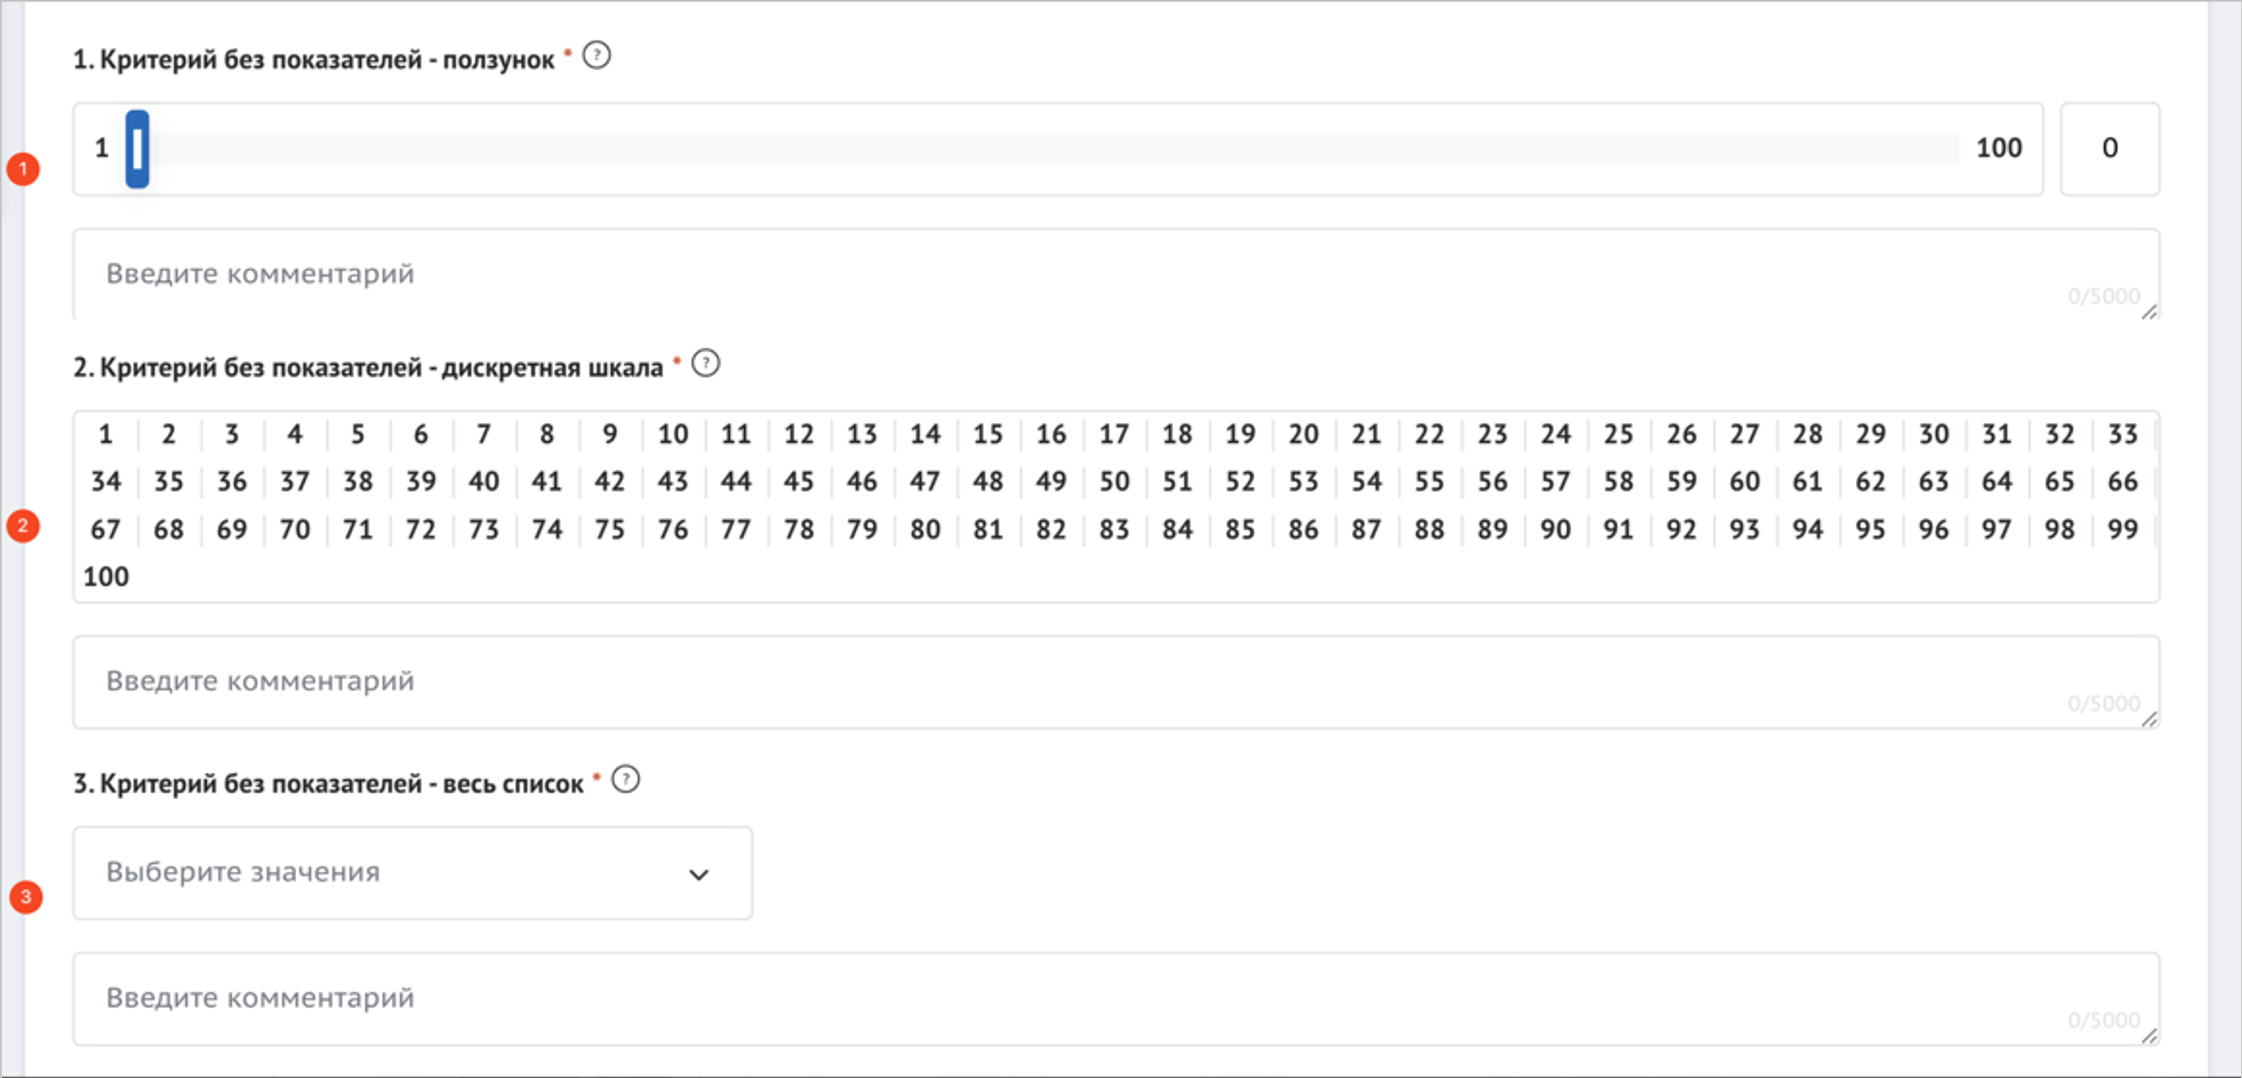 1. Критерий без показателей - ползунок * ?
1 100 0
1
Введите комментарий
0/5000
2. Критерий без показателей - дискретная шкала * ?
1 2 3 4 5 6 7 8 9 10 11 12 13 14 15 16 17 18 19 20 21 22 23 24 25 26 27 28 29 30 31 32 33
34 35 36 37 38 39 40 41 42 43 44 45 46 47 48 49 50 51 52 53 54 55 56 57 58 59 60 61 62 63 64 65 66
2
67 68 69 70 71 72 73 74 75 76 77 78 79 80 81 82 83 84 85 86 87 88 89 90 91 92 93 94 95 96 97 98 99
100
Введите комментарий
0/5000
3. Критерий без показателей - весь список * ?
Выберите значения
3
Введите комментарий
0/5000